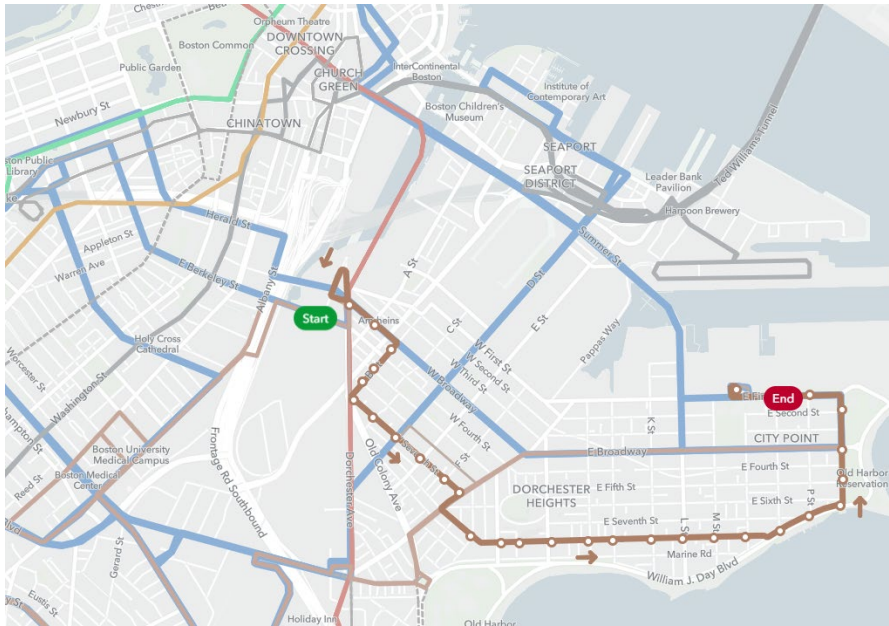 Orpheum Theatre
Boston Common
DOWNTOWN
CROSSING
Public Garden
CHURCH
GREEN
InterContinental
Boston
Institute of
Contemporary Art
Newbury St
Boston Children's
Museum
CHINATOWN
SEAPORT
ston Public
Library
SEAPORT
DISTRICT
Leader Bank
Pavilion
Ted Williams Tunnel
Harpoon Brewery
Herald St
Appleton St
Summer St
Warren Ave
E Berkeley St
Albany St
A St
D St
Start
C St
E St
Pappas Way
Holy Cross
Cathedral
W First St
W Second St
W Third St
W Broadway
Worcester St
Washington St
End
E Second St
W Fourth St
K St
CITY POINT
Boston University
Medical Campus
Frontage Rd Southbound
Old Colony Ave
F St
E Broadway
Reed St
Boston Medical
Center
Dorchester Ave
E Fourth St
Old Harbor
Reservation
DORCHESTER
HEIGHTS
E Fifth St
E Sixth St
P St
E Seventh St
L St
M St
Gerard St
Marine Rd
William J. Day Blvd
Eustis St
Holiday Inn
Old Harbor